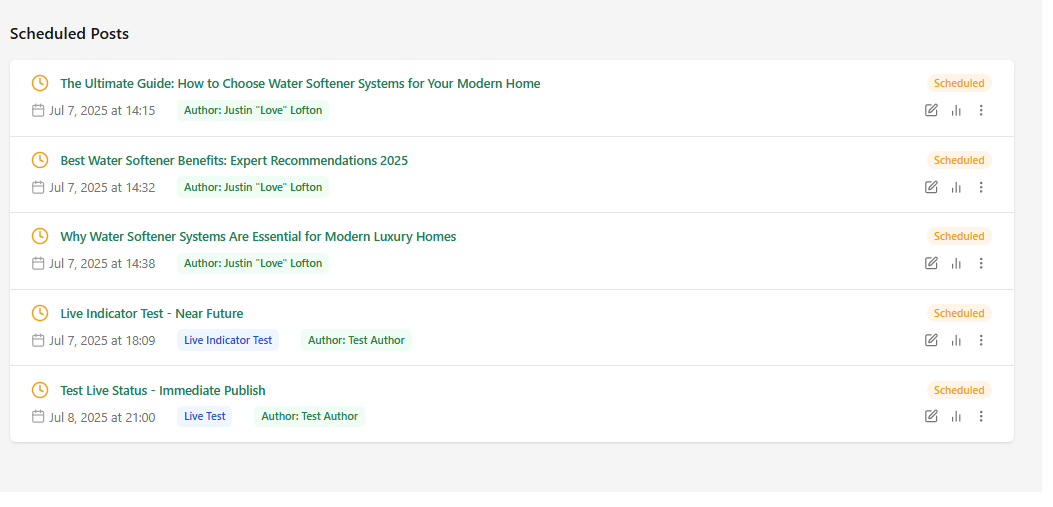 Scheduled Posts
The Ultimate Guide: How to Choose Water Softener Systems for Your Modern Home Scheduled
Jul 7, 2025 at 14:15 Author: Justin "Love" Lofton
Best Water Softener Benefits: Expert Recommendations 2025 Scheduled
Jul 7, 2025 at 14:32 Author: Justin "Love" Lofton
Why Water Softener Systems Are Essential for Modern Luxury Homes Scheduled
Jul 7, 2025 at 14:38 Author: Justin "Love" Lofton
Live Indicator Test - Near Future Scheduled
Jul 7, 2025 at 18:09 Live Indicator Test Author: Test Author
Test Live Status - Immediate Publish Scheduled
Jul 8, 2025 at 21:00 Live Test Author: Test Author